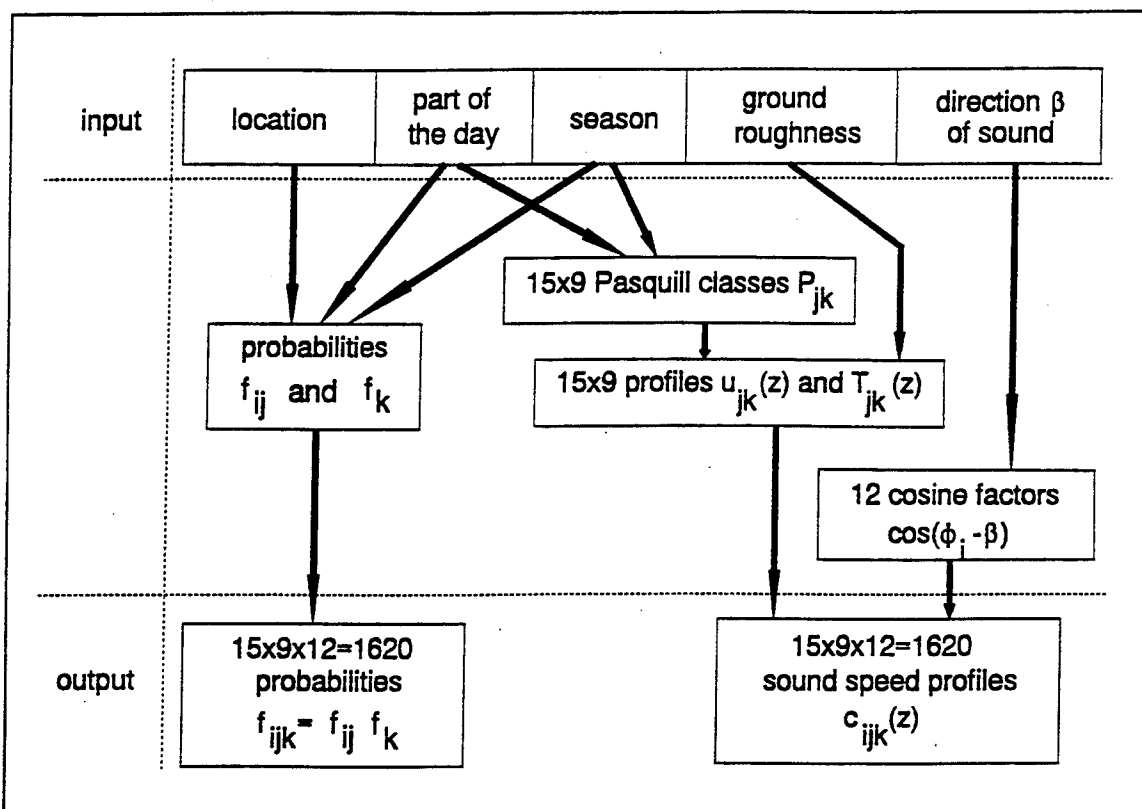 input
location
part of
the day
season
ground
roughness
direction β
of sound
15x9 Pasquill classes P_jk
probabilities
f_ij and f_k
15x9 profiles u_jk(z) and T_jk(z)
12 cosine factors
cos(ϕ_i-β)
output
15x9x12=1620
probabilities
f_ijk= f_ij f_k
15x9x12=1620
sound speed profiles
c_ijk(z)